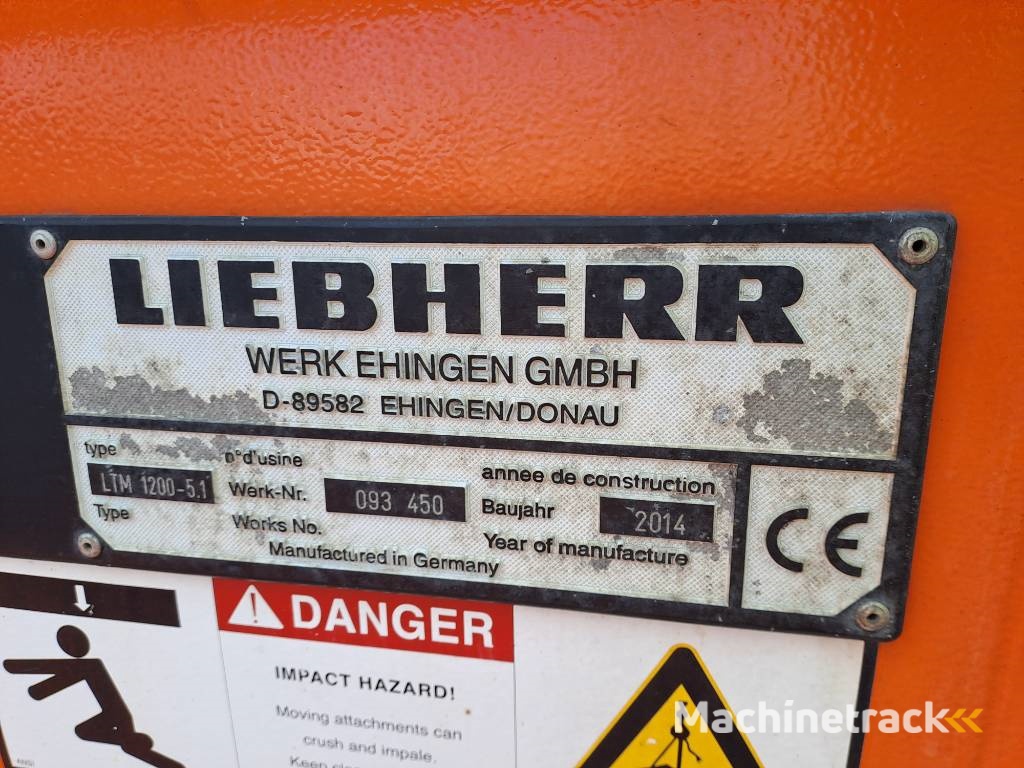 LIEBHERR
WERK EHINGEN GMBH
D-89582 EHINGEN/DONAU
type
LTM 1200-5.1
Type
n°d'usine
Werk-Nr. 093 450
Works No.
annee de construction
Baujahr 2014
Year of manufacture
Manufactured in Germany
CE
DANGER
IMPACT HAZARD!
Moving attachments can
crush and impale.
Keep
ANSI
Machinetrack